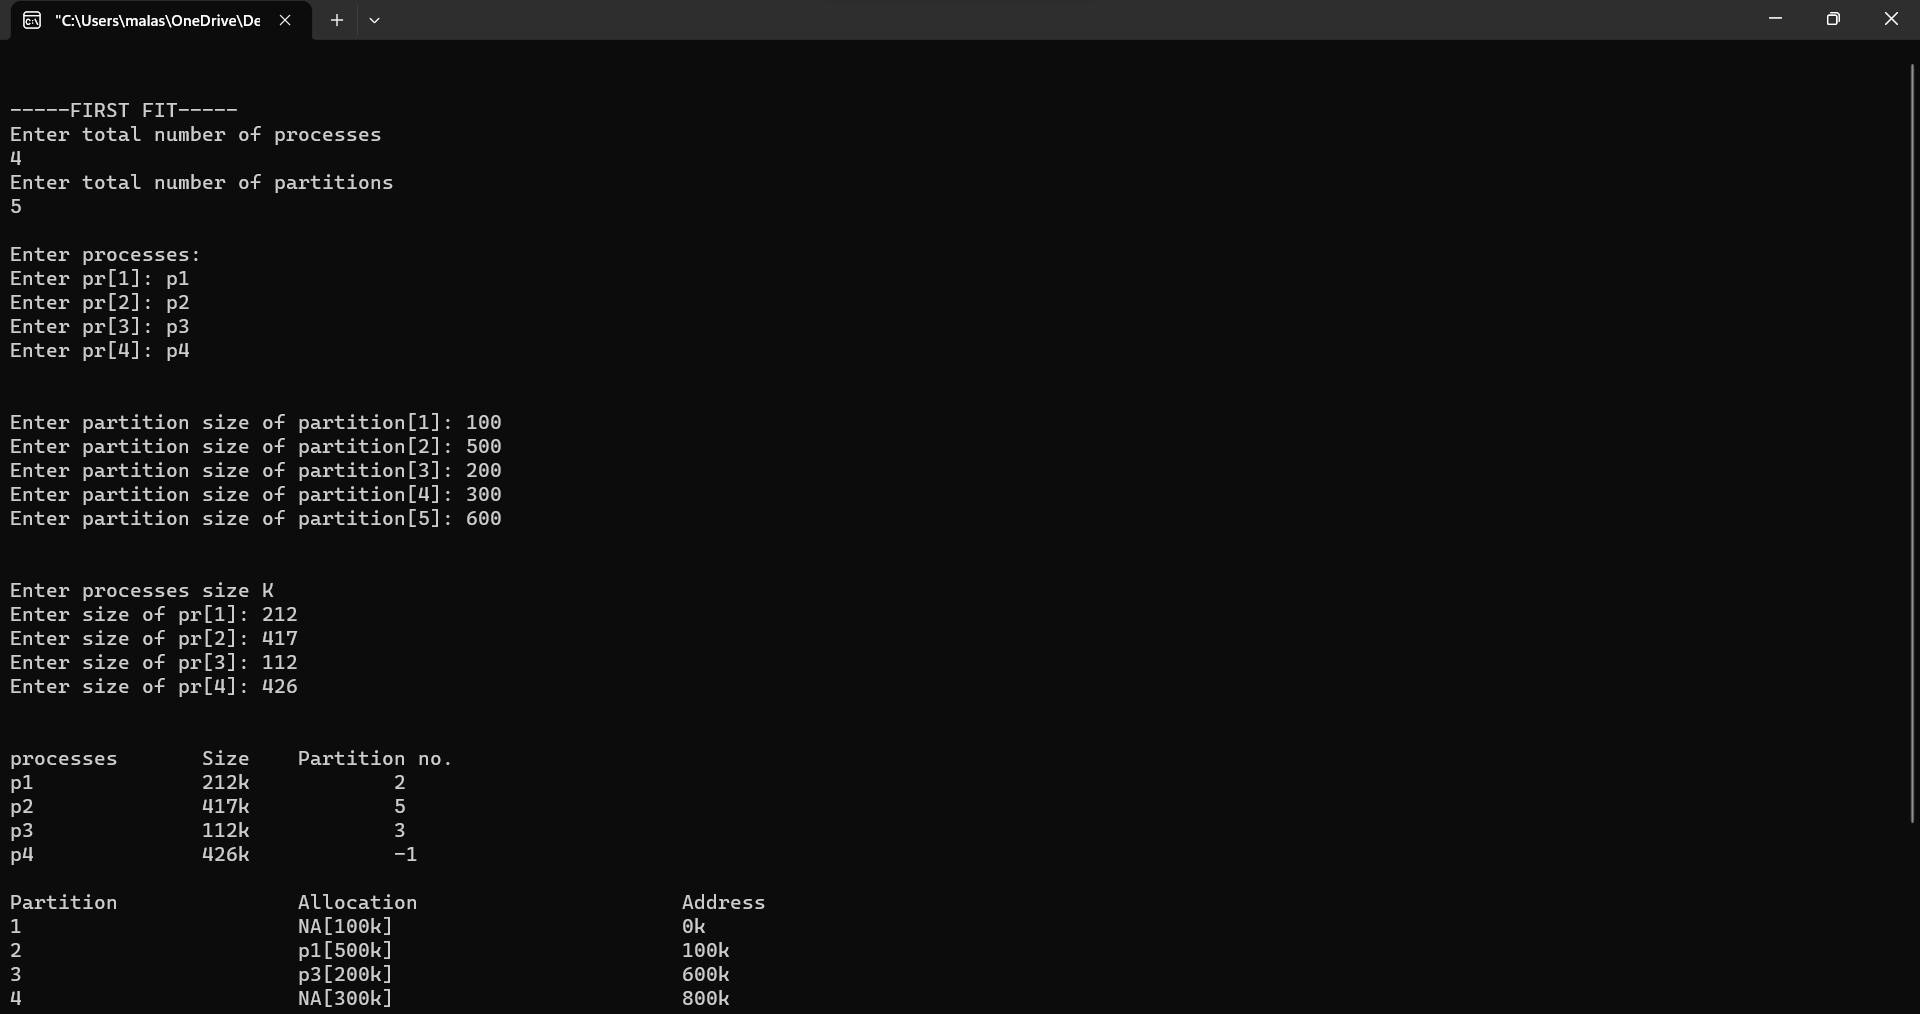 "C:\Users\malas\OneDrive\De
-----FIRST FIT-----
Enter total number of processes
4
Enter total number of partitions
5
Enter processes:
Enter pr[1]: p1
Enter pr[2]: p2
Enter pr[3]: p3
Enter pr[4]: p4
Enter partition size of partition[1]: 100
Enter partition size of partition[2]: 500
Enter partition size of partition[3]: 200
Enter partition size of partition[4]: 300
Enter partition size of partition[5]: 600
Enter processes size K
Enter size of pr[1]: 212
Enter size of pr[2]: 417
Enter size of pr[3]: 112
Enter size of pr[4]: 426
processes Size Partition no.
p1 212k 2
p2 417k 5
p3 112k 3
p4 426k -1
Partition Allocation Address
1 NA[100k] 0k
2 p1[500k] 100k
3 p3[200k] 600k
4 NA[300k] 800k